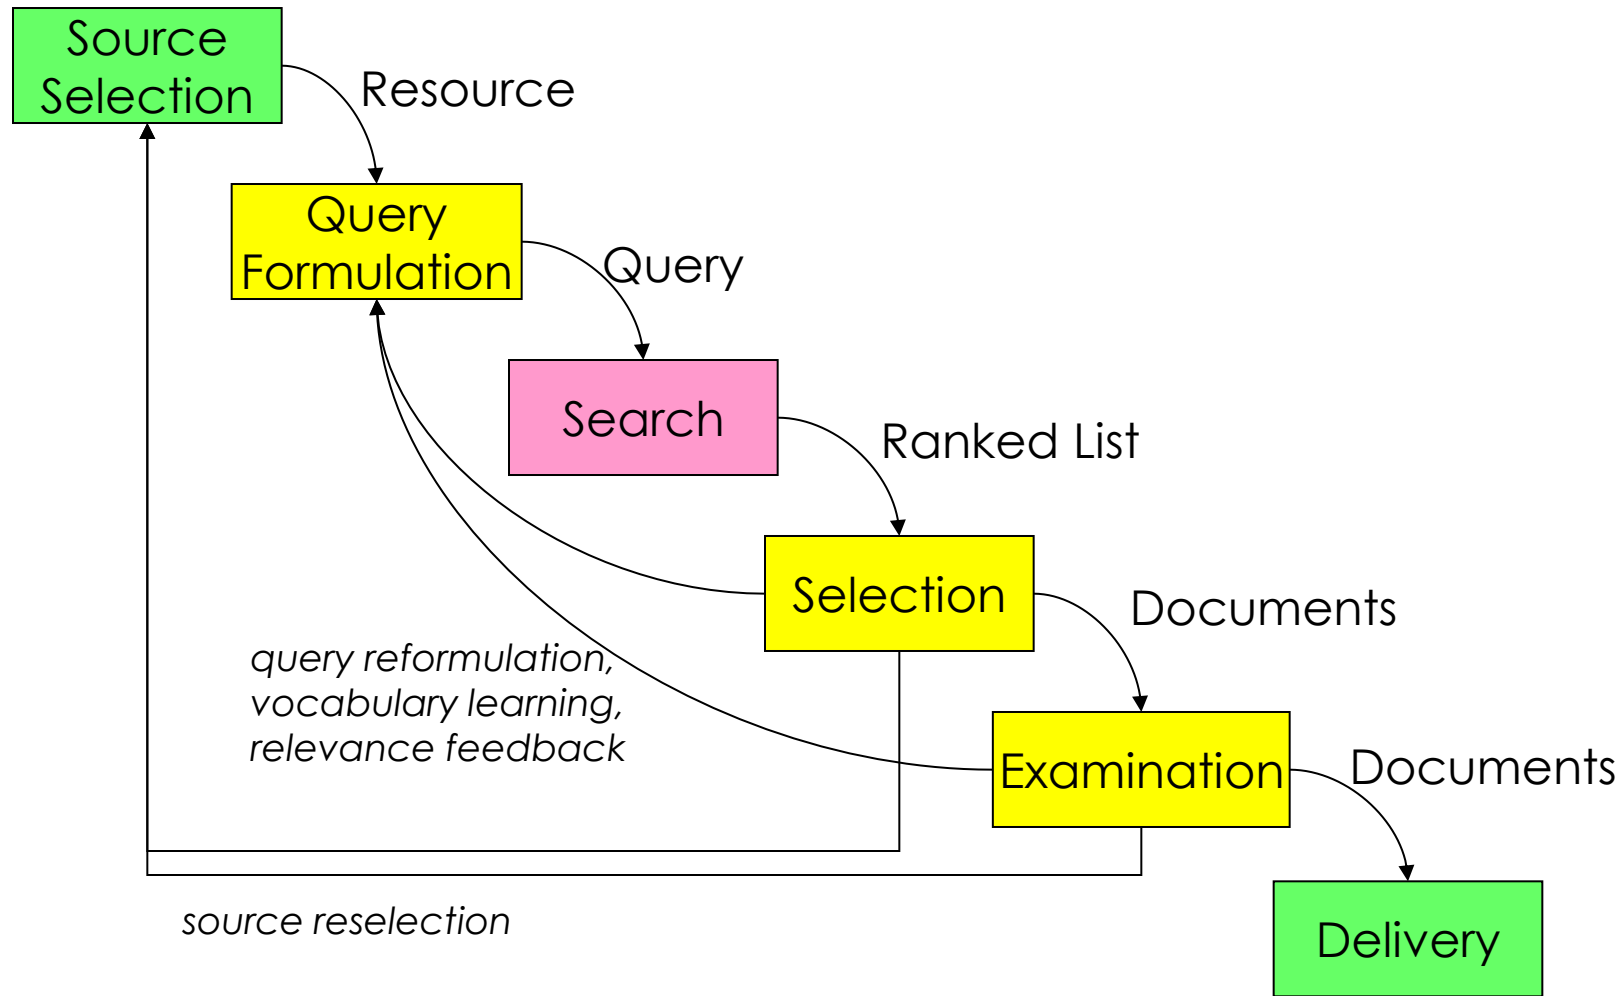 Source
Selection
Resource
Query
Formulation
Query
Search
Ranked List
Selection
Documents
query reformulation,
vocabulary learning,
relevance feedback
Examination
Documents
source reselection
Delivery